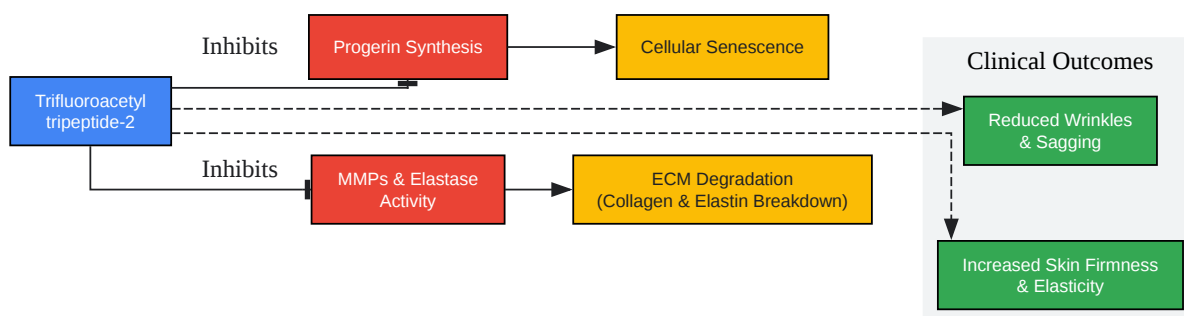 Inhibits
Progerin Synthesis
Cellular Senescence
Clinical Outcomes
Trifluoroacetyl
tripeptide-2
Reduced Wrinkles
& Sagging
Inhibits
MMPs & Elastase
Activity
ECM Degradation
(Collagen & Elastin Breakdown)
Increased Skin Firmness
& Elasticity